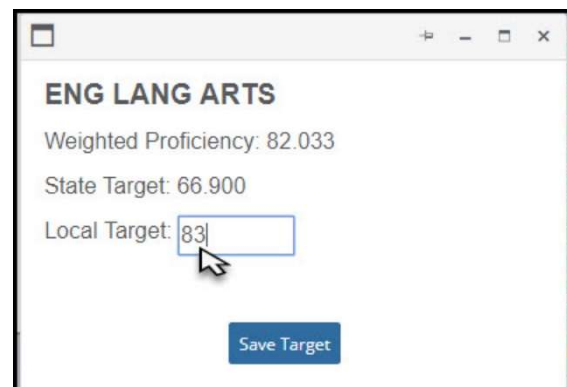 ENG LANG ARTS
Weighted Proficiency: 82.033
State Target: 66.900
Local Target: 83
Save Target